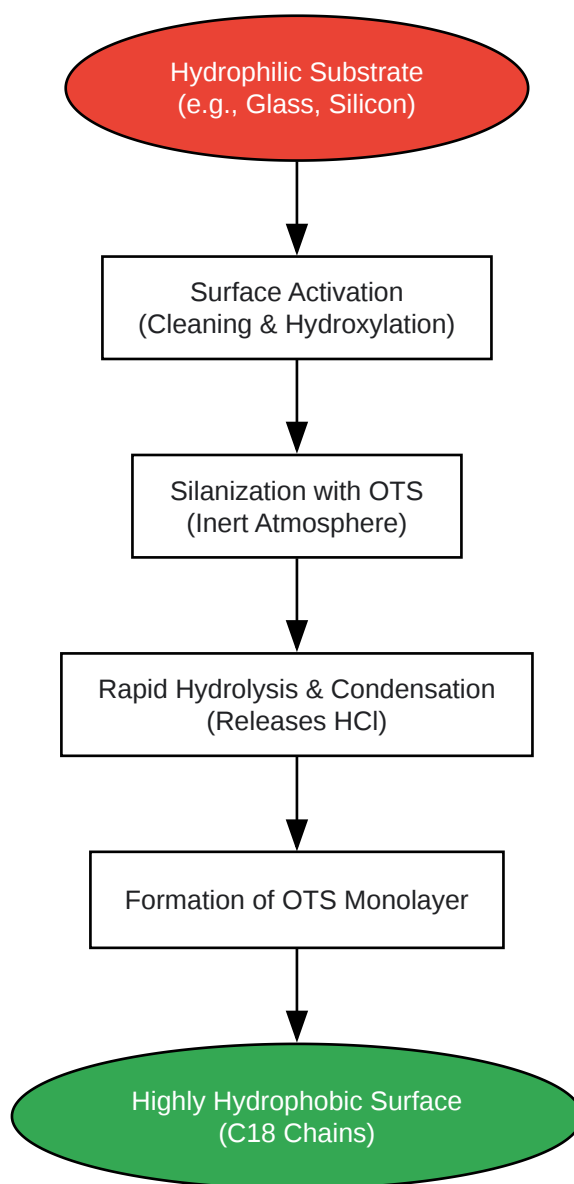 Hydrophilic Substrate
(e.g., Glass, Silicon)
Surface Activation
(Cleaning & Hydroxylation)
Silanization with OTS
(Inert Atmosphere)
Rapid Hydrolysis & Condensation
(Releases HCl)
Formation of OTS Monolayer
Highly Hydrophobic Surface
(C18 Chains)